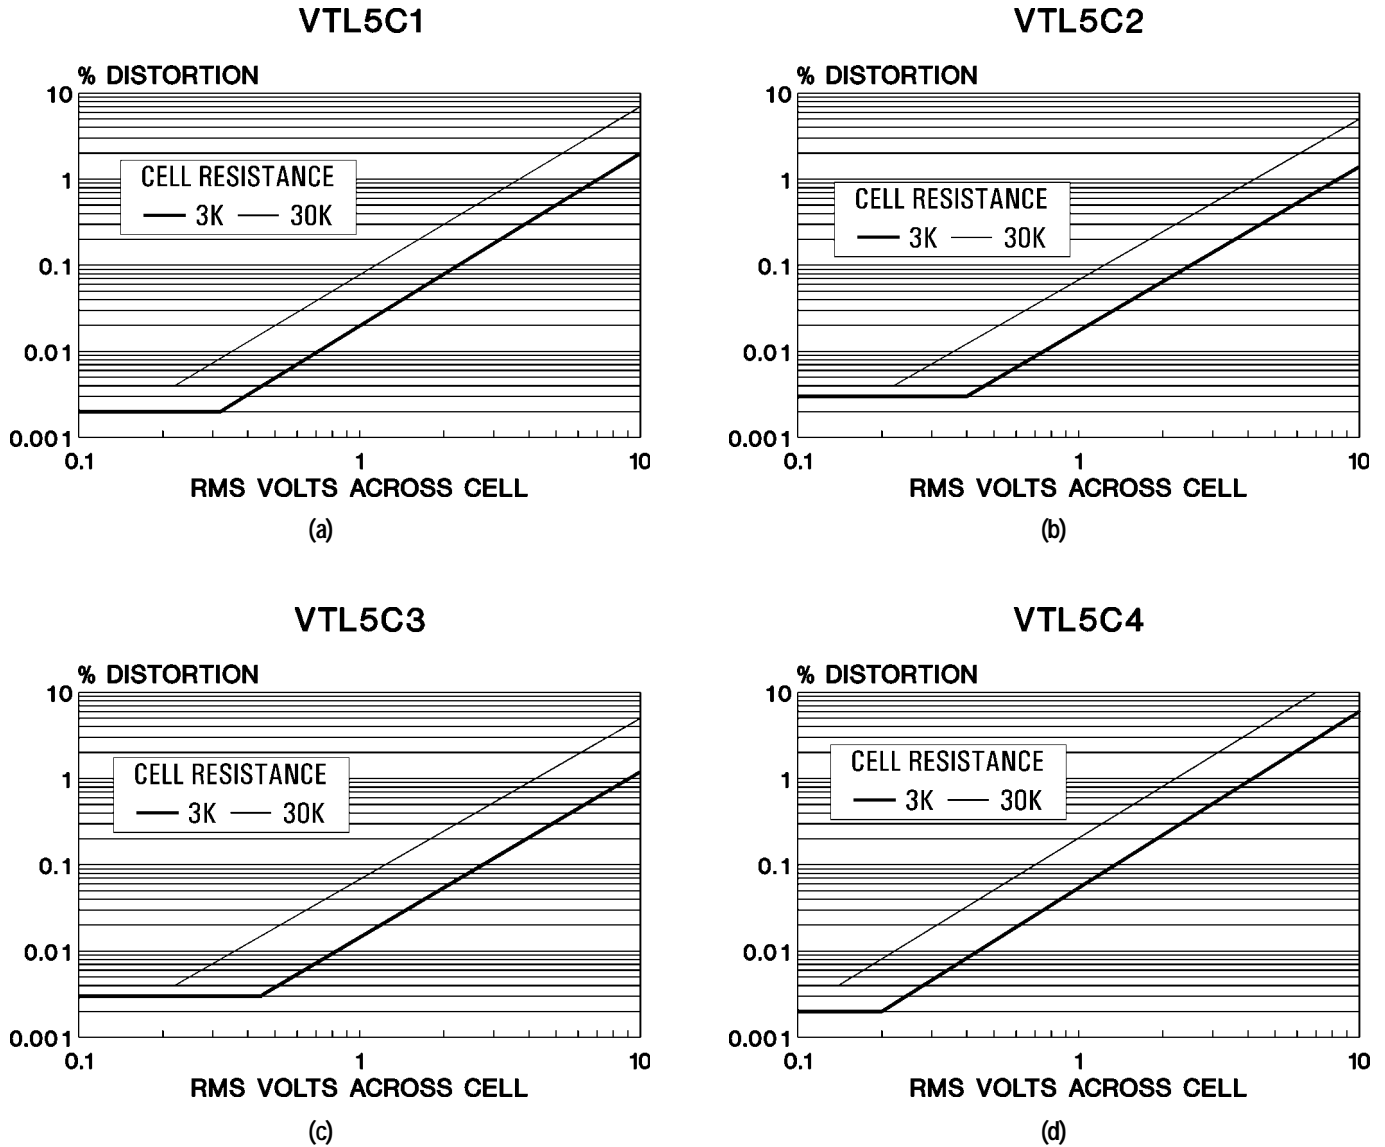 VTL5C1
% DISTORTION
10
1
0.1
0.01
0.001
CELL RESISTANCE
3K 30K
0.1 1 10
RMS VOLTS ACROSS CELL
(a)
VTL5C2
% DISTORTION
10
1
0.1
0.01
0.001
CELL RESISTANCE
3K 30K
0.1 1 10
RMS VOLTS ACROSS CELL
(b)
VTL5C3
% DISTORTION
10
1
0.1
0.01
0.001
CELL RESISTANCE
3K 30K
0.1 1 10
RMS VOLTS ACROSS CELL
(c)
VTL5C4
% DISTORTION
10
1
0.1
0.01
0.001
CELL RESISTANCE
3K 30K
0.1 1 10
RMS VOLTS ACROSS CELL
(d)